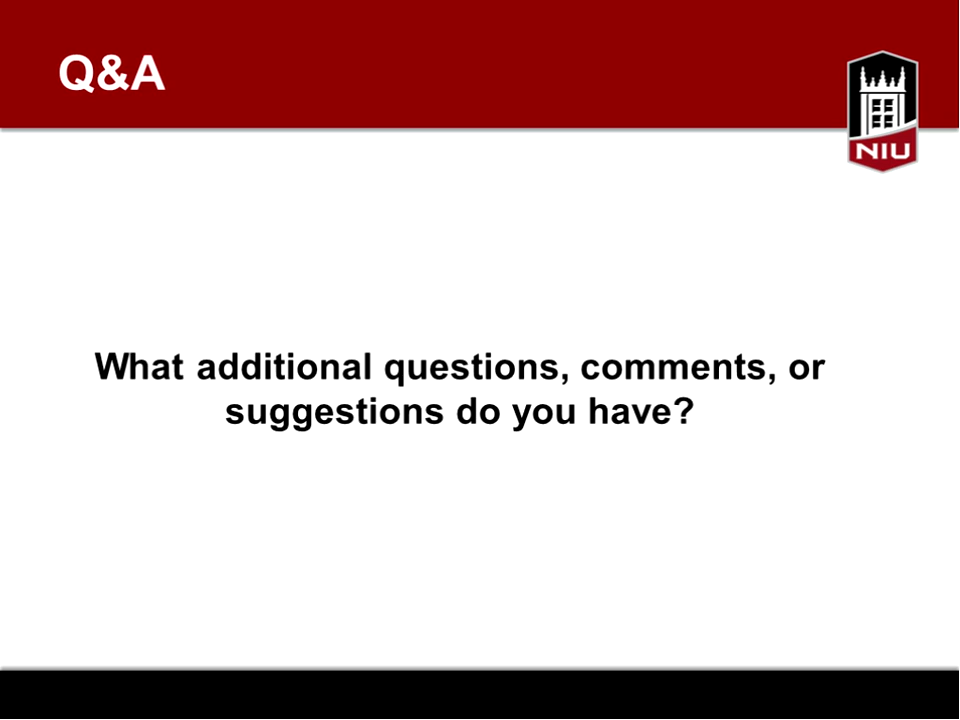 Q&A
NIU
What additional questions, comments, or
suggestions do you have?